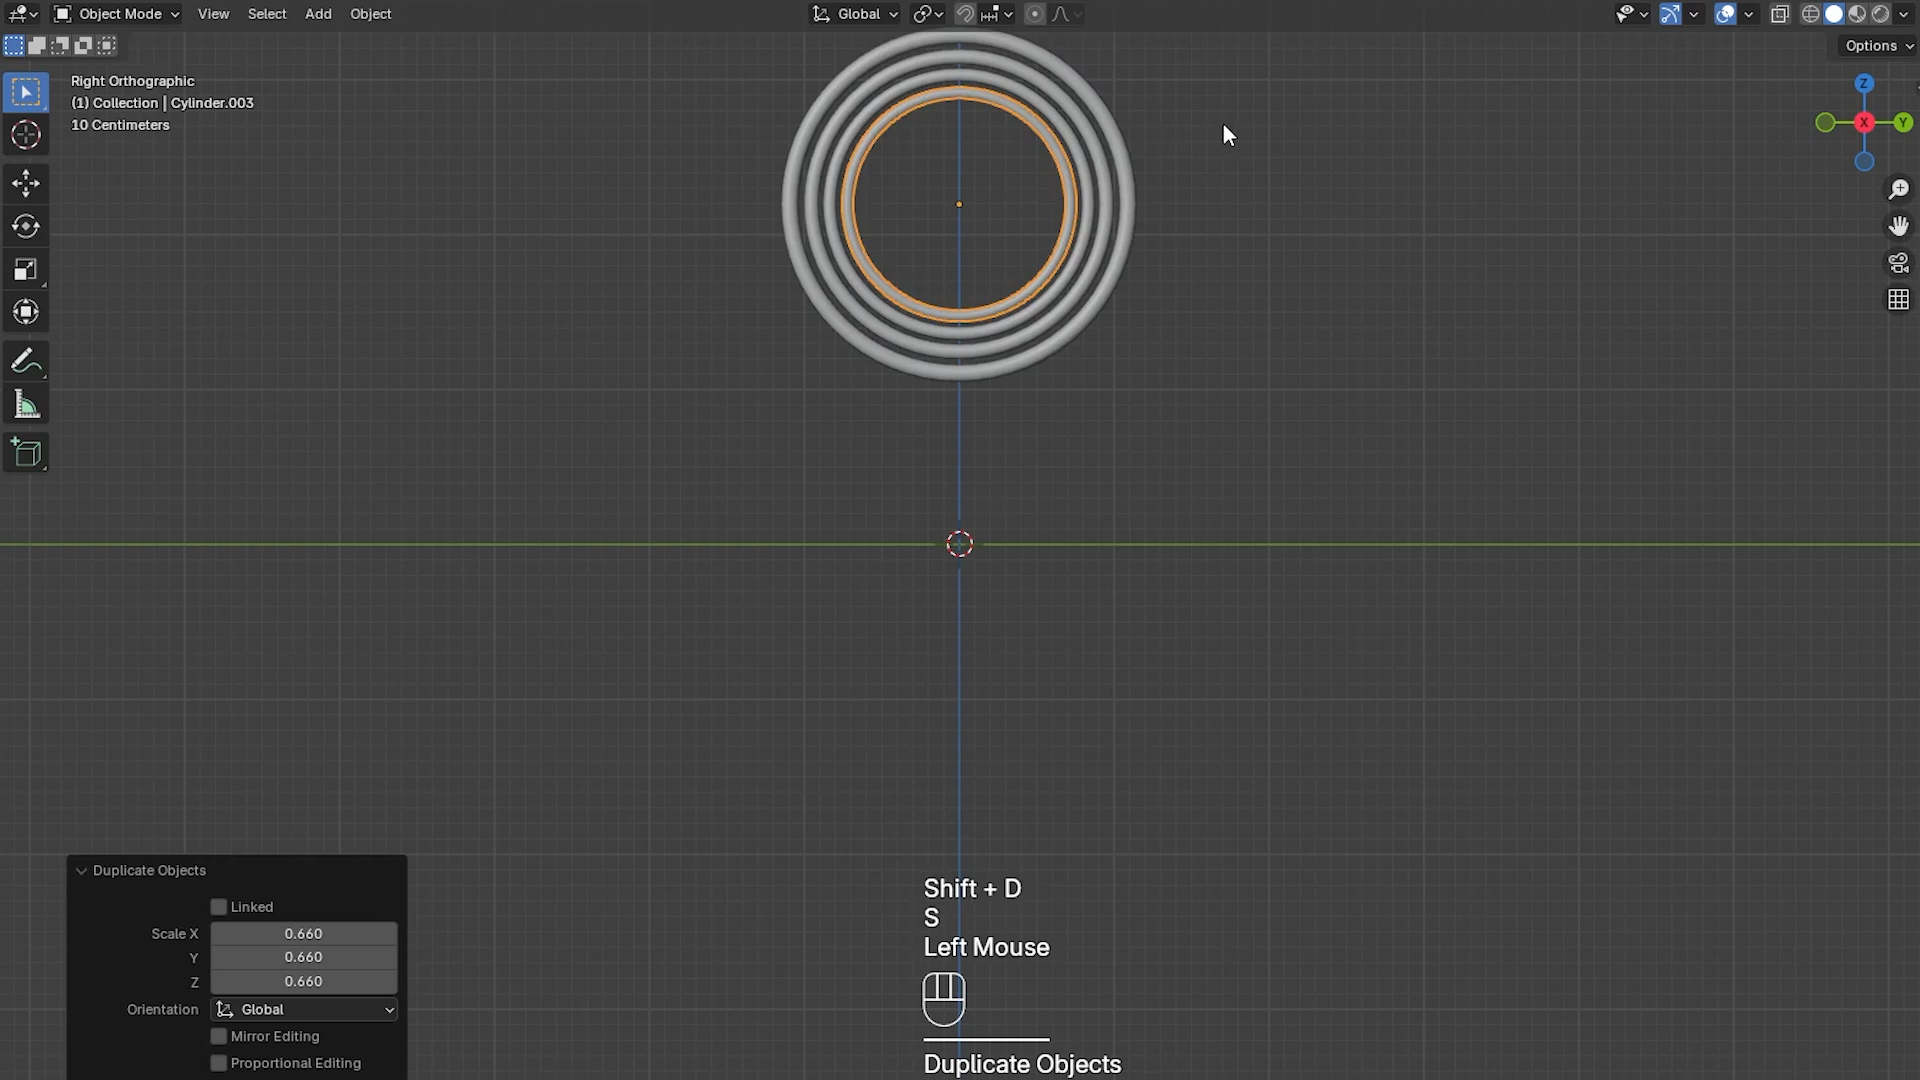 Object Mode View Select Add Object Global
Options
Right Orthographic
(1) Collection | Cylinder.003
10 Centimeters
Z
X
Y
Duplicate Objects
Linked
Scale X 0.660
Y 0.660
Z 0.660
Orientation Global
Mirror Editing
Proportional Editing
Shift + D
S
Left Mouse
Duplicate Objects